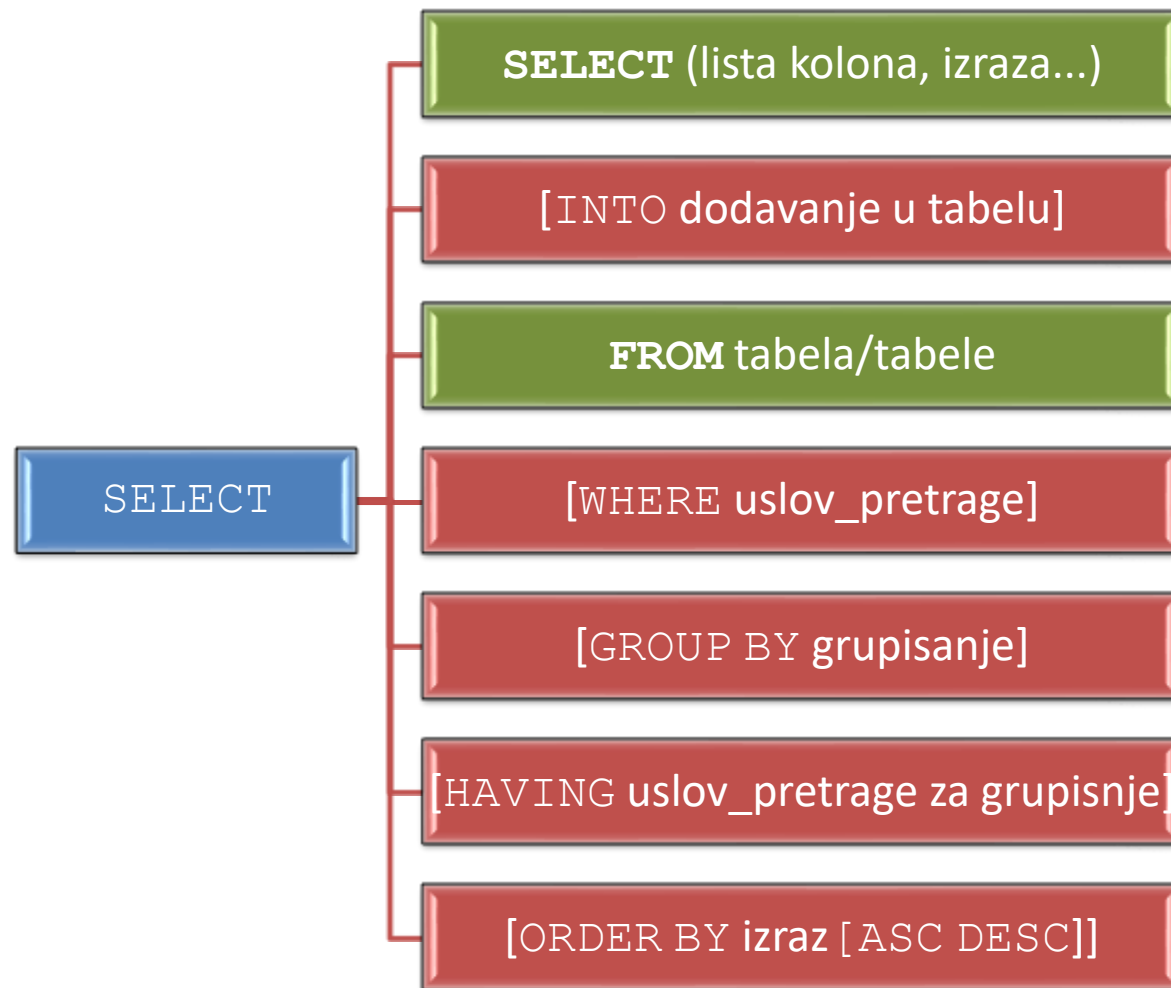 SELECT (lista kolona, izraza...)
[INTO dodavanje u tabelu]
FROM tabela/tabele
SELECT
[WHERE uslov_pretrage]
[GROUP BY grupisanje]
[HAVING uslov_pretrage za grupisnje]
[ORDER BY izraz [ASC DESC]]